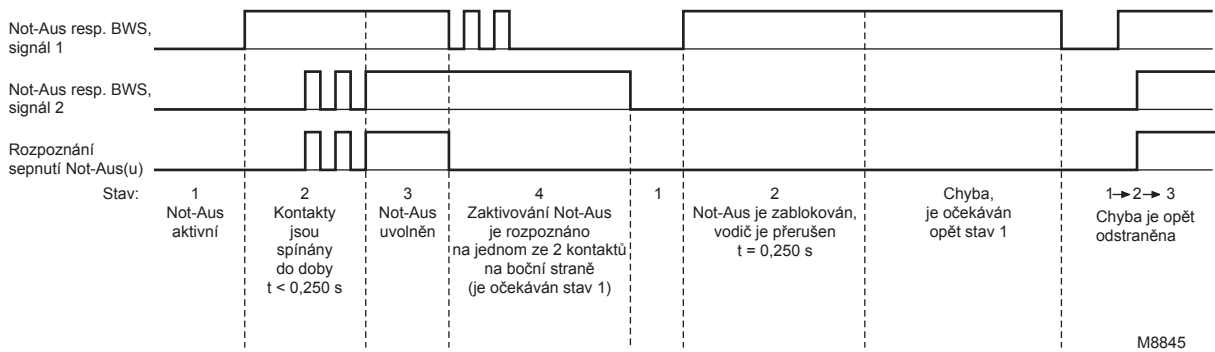 Not-Aus resp. BWS,
signál 1
Not-Aus resp. BWS,
signál 2
Rozpoznání
sepnutí Not-Aus(u)
Stav:
1
Not-Aus
aktivní
2
Kontakty
jsou
spínány
do doby
t < 0,250 s
3
Not-Aus
uvolněn
4
Zaktivování Not-Aus
je rozpoznáno
na jednom ze 2 kontaktů
na boční straně
(je očekáván stav 1)
1
2
Not-Aus je zablokován,
vodič je přerušen
t = 0,250 s
Chyba,
je očekáván
opět stav 1
1→2→3
Chyba je opět
odstraněna
M8845